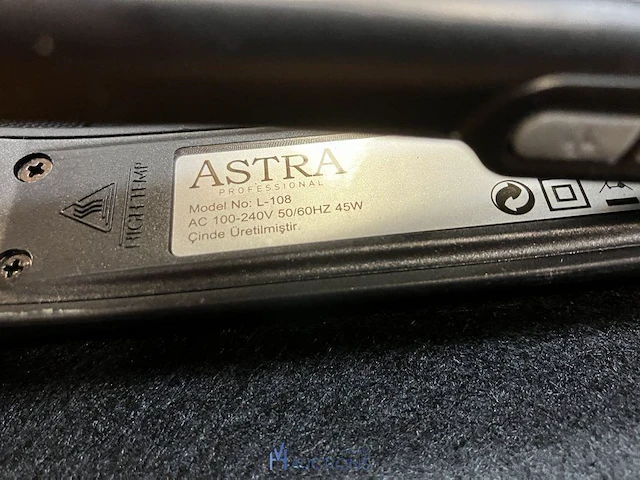 ASTRA
PROFESSIONAL
Model No: L-108
AC 100-240V 50/60HZ 45W
Çinde Üretilmiştir.
HIGH TEMP